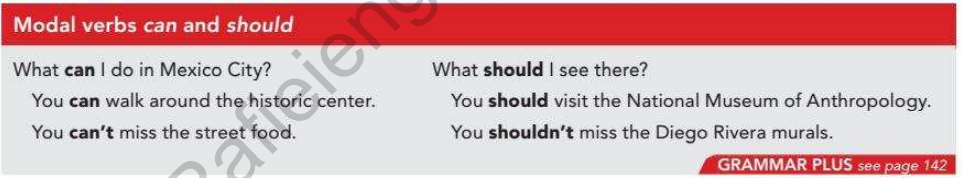 Modal verbs can and should
What can I do in Mexico City?
You can walk around the historic center.
You can't miss the street food.
What should I see there?
You should visit the National Museum of Anthropology.
You shouldn't miss the Diego Rivera murals.
GRAMMAR PLUS see page 142
Rafieieng